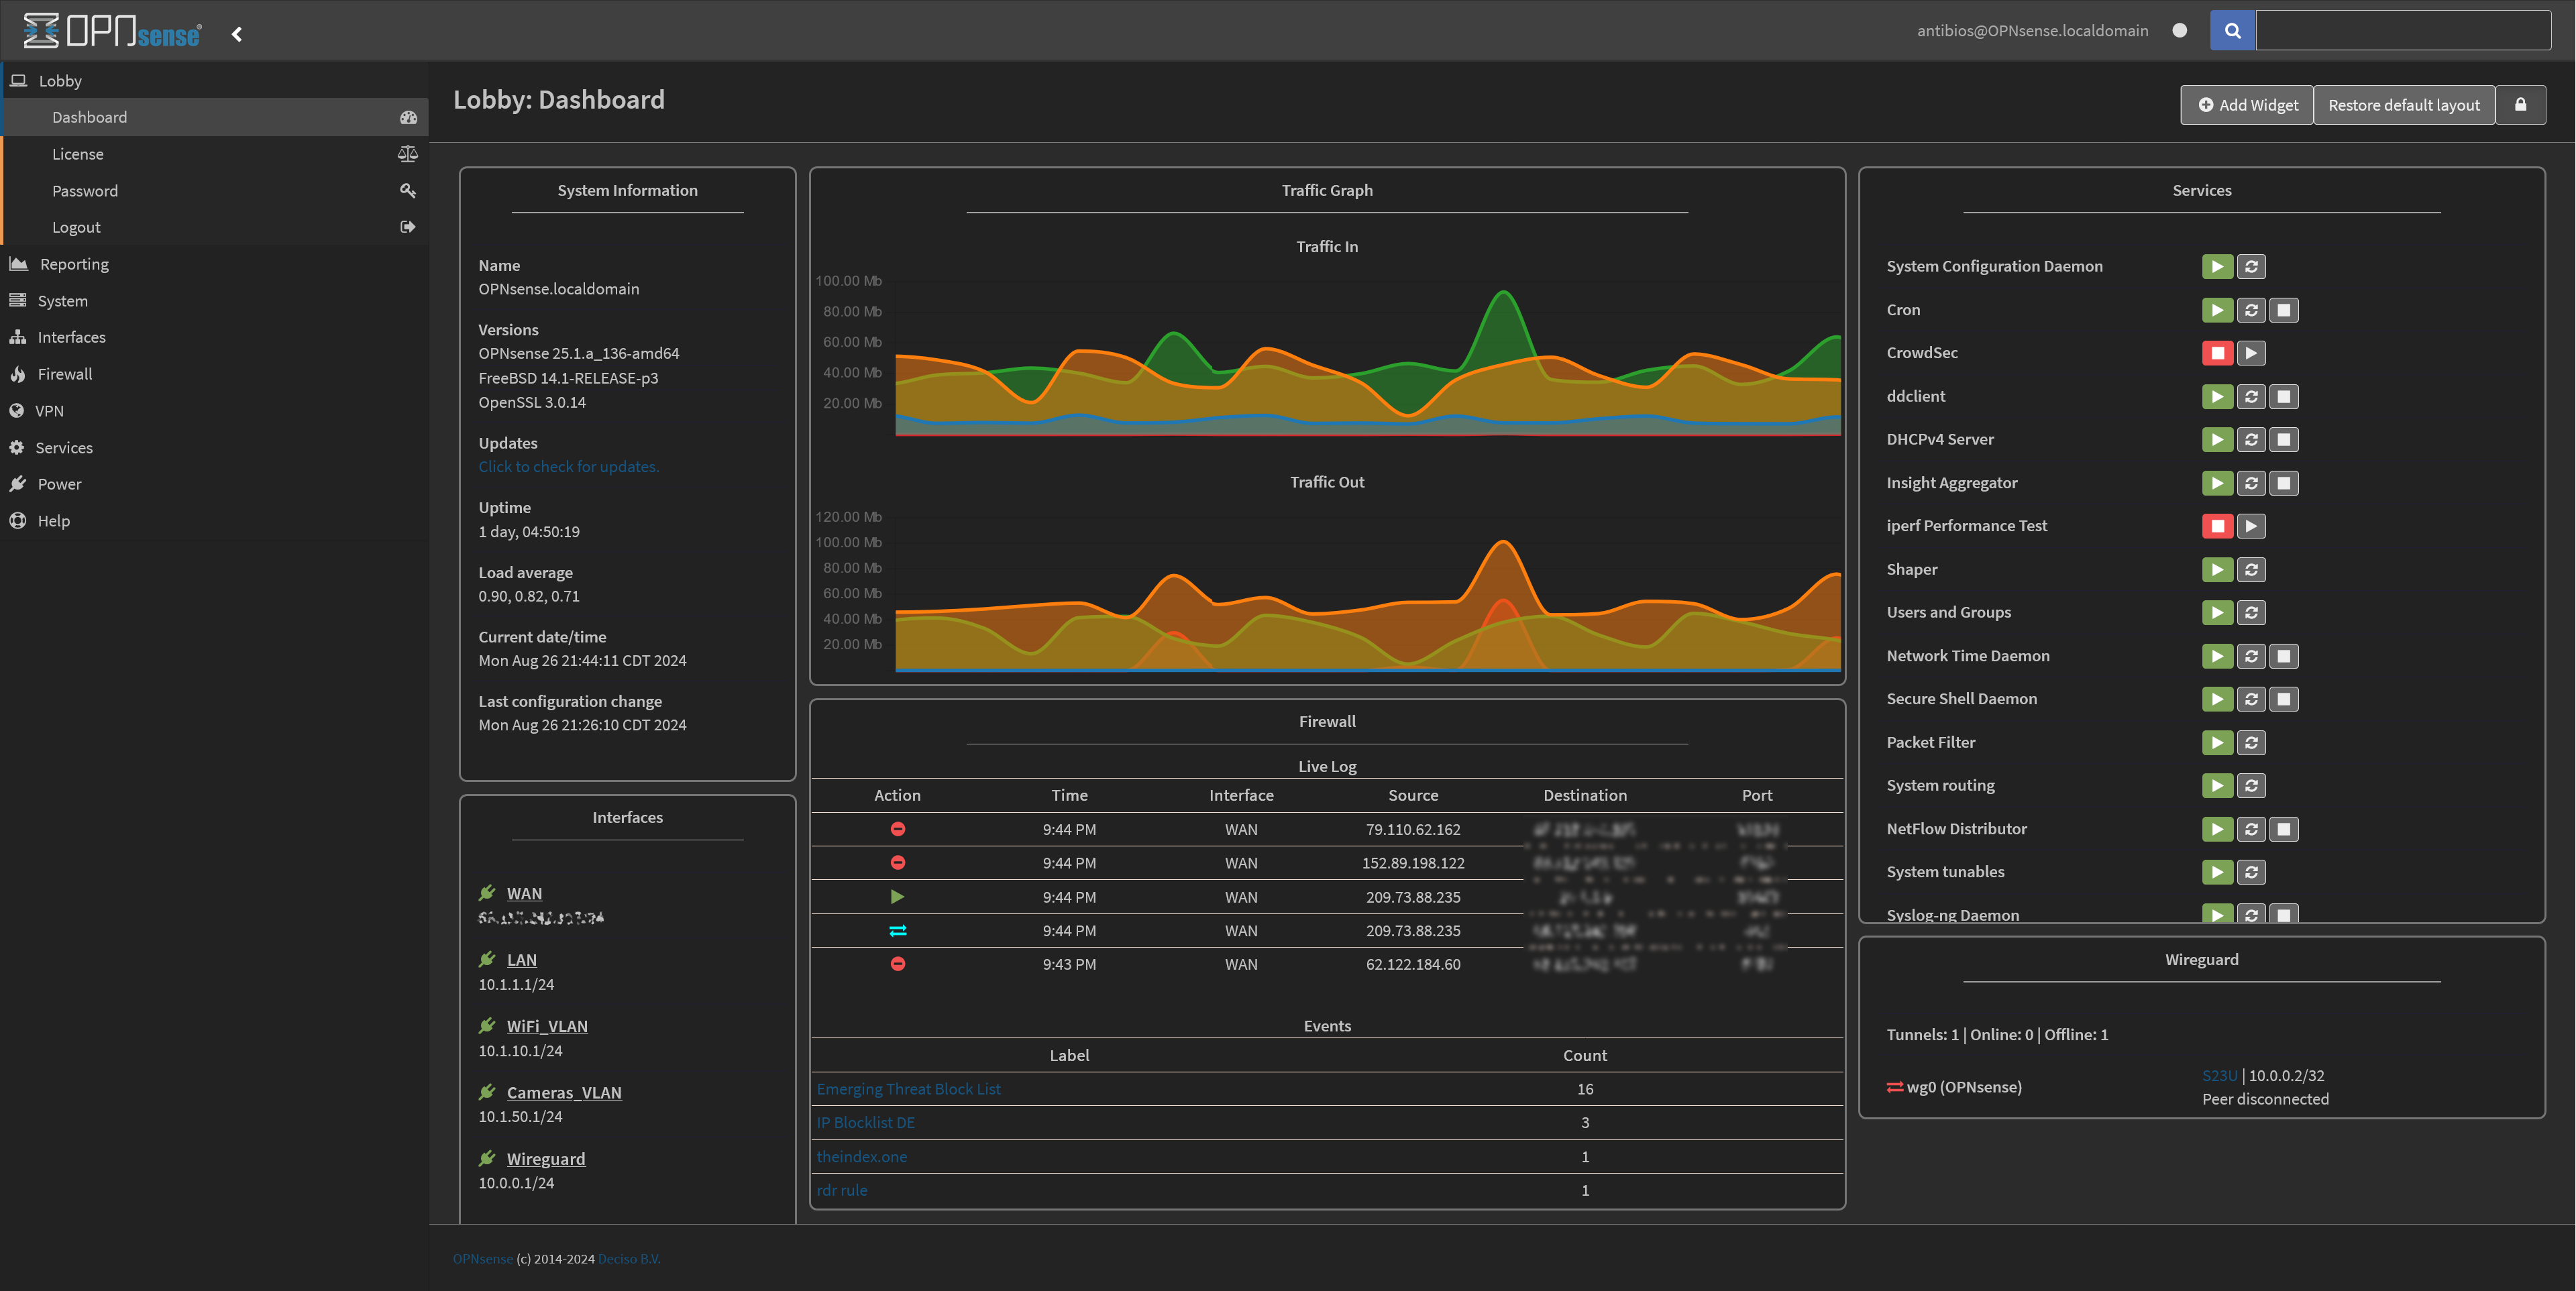 OPNsense®
antibios@OPNsense.localdomain
Lobby
Dashboard
License
Password
Logout
Reporting
System
Interfaces
Firewall
VPN
Services
Power
Help
Lobby: Dashboard
Add Widget
Restore default layout
System Information
Name
OPNsense.localdomain
Versions
OPNsense 25.1.a_136-amd64
FreeBSD 14.1-RELEASE-p3
OpenSSL 3.0.14
Updates
Click to check for updates.
Uptime
1 day, 04:50:19
Load average
0.90, 0.82, 0.71
Current date/time
Mon Aug 26 21:44:11 CDT 2024
Last configuration change
Mon Aug 26 21:26:10 CDT 2024
Interfaces
WAN
LAN
10.1.1.1/24
WiFi_VLAN
10.1.10.1/24
Cameras_VLAN
10.1.50.1/24
Wireguard
10.0.0.1/24
Traffic Graph
Traffic In
100.00 Mb
80.00 Mb
60.00 Mb
40.00 Mb
20.00 Mb
Traffic Out
120.00 Mb
100.00 Mb
80.00 Mb
60.00 Mb
40.00 Mb
20.00 Mb
Firewall
Live Log
Action Time Interface Source Destination Port
9:44 PM WAN 79.110.62.162
9:44 PM WAN 152.89.198.122
9:44 PM WAN 209.73.88.235
9:44 PM WAN 209.73.88.235
9:43 PM WAN 62.122.184.60
Events
Label Count
Emerging Threat Block List 16
IP Blocklist DE 3
theindex.one 1
rdr rule 1
Services
System Configuration Daemon
Cron
CrowdSec
ddclient
DHCPv4 Server
Insight Aggregator
iperf Performance Test
Shaper
Users and Groups
Network Time Daemon
Secure Shell Daemon
Packet Filter
System routing
NetFlow Distributor
System tunables
Syslog-ng Daemon
Wireguard
Tunnels: 1 | Online: 0 | Offline: 1
wg0 (OPNsense)
S23U | 10.0.0.2/32
Peer disconnected
OPNsense (c) 2014-2024 Deciso B.V.